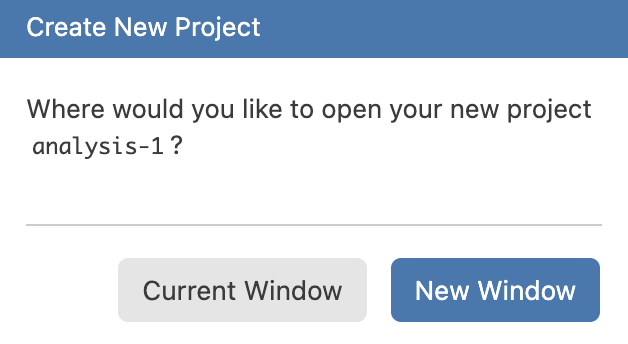 Create New Project
Where would you like to open your new project
analysis-1 ?
Current Window
New Window